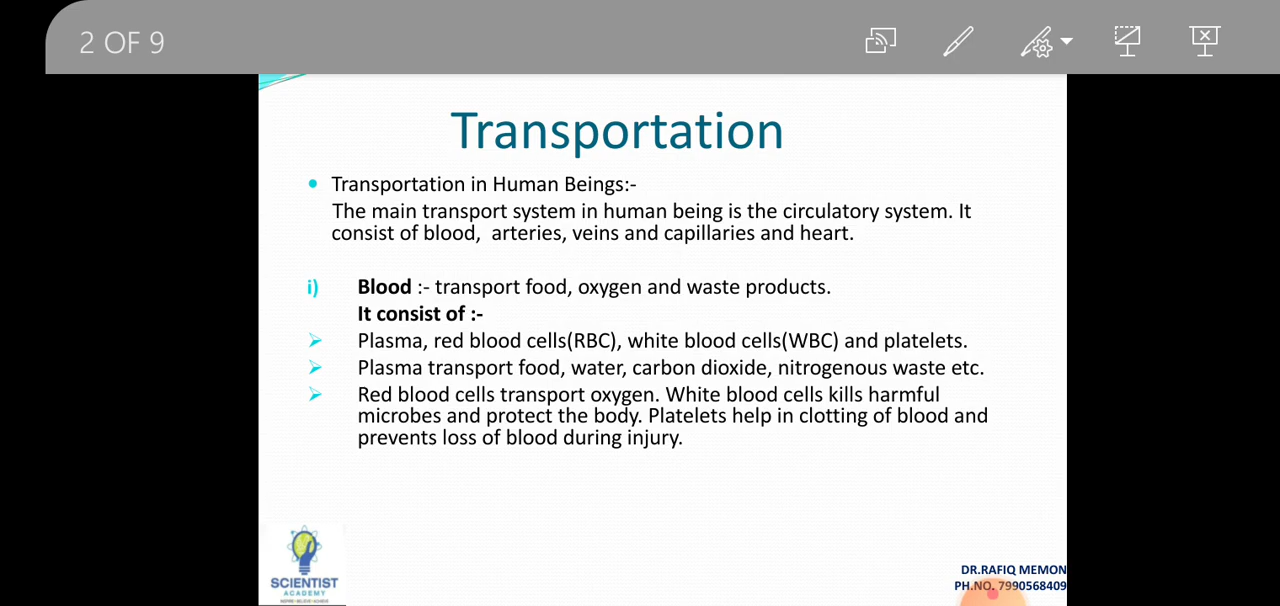 2 OF 9
Transportation
Transportation in Human Beings:-
The main transport system in human being is the circulatory system. It
consist of blood, arteries, veins and capillaries and heart.
i) Blood :- transport food, oxygen and waste products.
It consist of :-
Plasma, red blood cells(RBC), white blood cells(WBC) and platelets.
Plasma transport food, water, carbon dioxide, nitrogenous waste etc.
Red blood cells transport oxygen. White blood cells kills harmful
microbes and protect the body. Platelets help in clotting of blood and
prevents loss of blood during injury.
SCIENTIST
ACADEMY
DR.RAFIQ MEMON
PH.NO. 7990568409